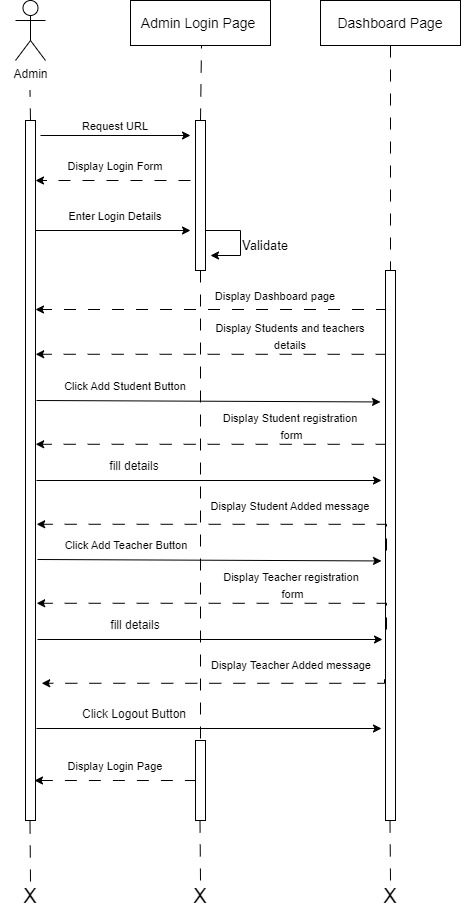 Admin Login Page
Dashboard Page
Admin
Request URL
Display Login Form
Enter Login Details
Validate
Display Dashboard page
Display Students and teachers
details
Click Add Student Button
Display Student registration
form
fill details
Display Student Added message
Click Add Teacher Button
Display Teacher registration
form
fill details
Display Teacher Added message
Click Logout Button
Display Login Page
X
X
X